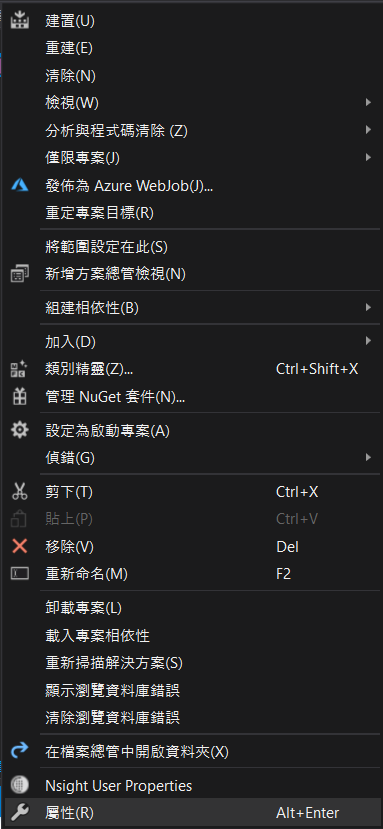 建置(U)
重建(E)
清除(N)
檢視(W)
分析與程式碼清除 (Z)
僅限專案(J)
發佈為 Azure WebJob(J)...
重定專案目標(R)
將範圍設定在此(S)
新增方案總管檢視(N)
組建相依性(B)
加入(D)
類別精靈(Z)... Ctrl+Shift+X
管理 NuGet 套件(N)...
設定為啟動專案(A)
偵錯(G)
剪下(T) Ctrl+X
貼上(P) Ctrl+V
移除(V) Del
重新命名(M) F2
卸載專案(L)
載入專案相依性
重新掃描解決方案(S)
顯示瀏覽資料庫錯誤
清除瀏覽資料庫錯誤
在檔案總管中開啟資料夾(X)
Nsight User Properties
屬性(R) Alt+Enter